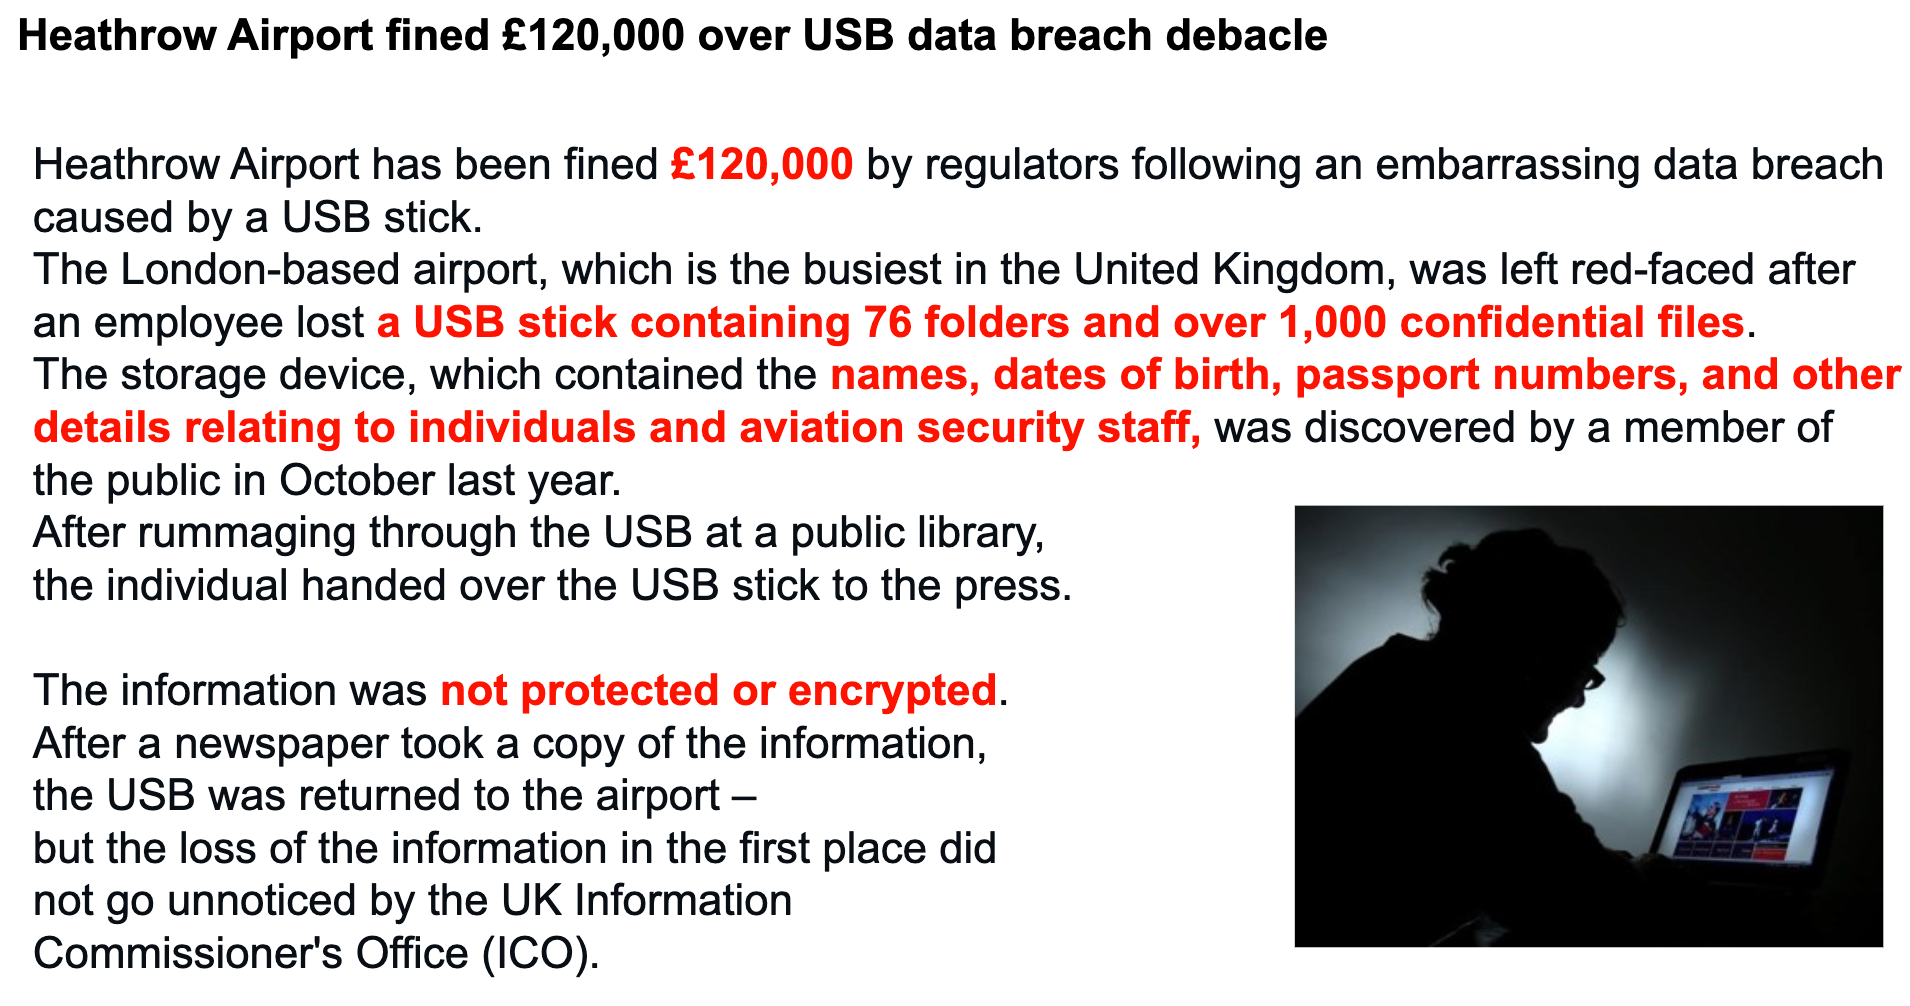 Heathrow Airport fined £120,000 over USB data breach debacle
Heathrow Airport has been fined £120,000 by regulators following an embarrassing data breach
caused by a USB stick.
The London-based airport, which is the busiest in the United Kingdom, was left red-faced after
an employee lost a USB stick containing 76 folders and over 1,000 confidential files.
The storage device, which contained the names, dates of birth, passport numbers, and other
details relating to individuals and aviation security staff, was discovered by a member of
the public in October last year.
After rummaging through the USB at a public library,
the individual handed over the USB stick to the press.
The information was not protected or encrypted.
After a newspaper took a copy of the information,
the USB was returned to the airport –
but the loss of the information in the first place did
not go unnoticed by the UK Information
Commissioner's Office (ICO).